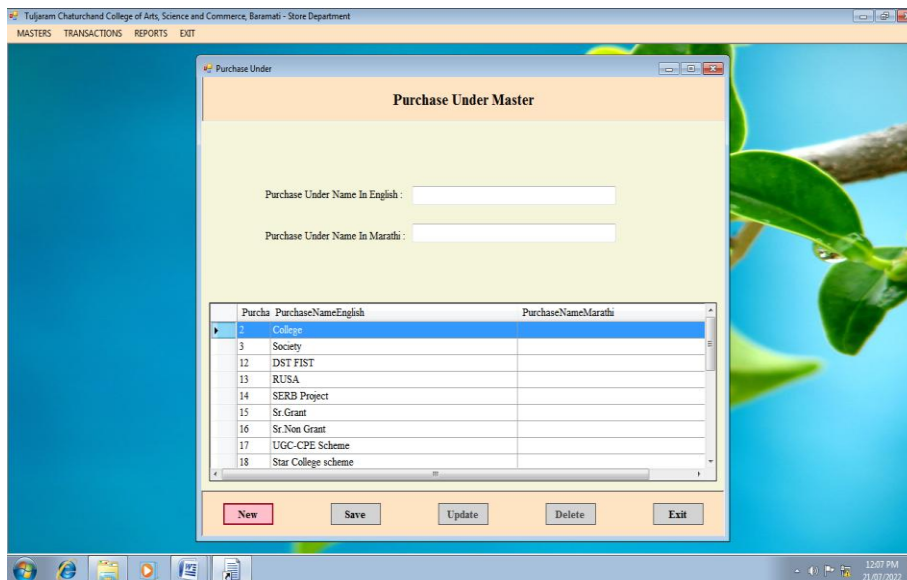 Tuljaram Chaturchand College of Arts, Science and Commerce, Baramati - Store Department
MASTERS TRANSACTIONS REPORTS EXIT
Purchase Under
Purchase Under Master
Purchase Under Name In English :
Purchase Under Name In Marathi :
Purcha PurchaseNameEnglish PurchaseNameMarathi
2 College
3 Society
12 DST FIST
13 RUSA
14 SERB Project
15 Sr.Grant
16 Sr.Non Grant
17 UGC-CPE Scheme
18 Star College scheme
New Save Update Delete Exit
12:07 PM
21/07/2022